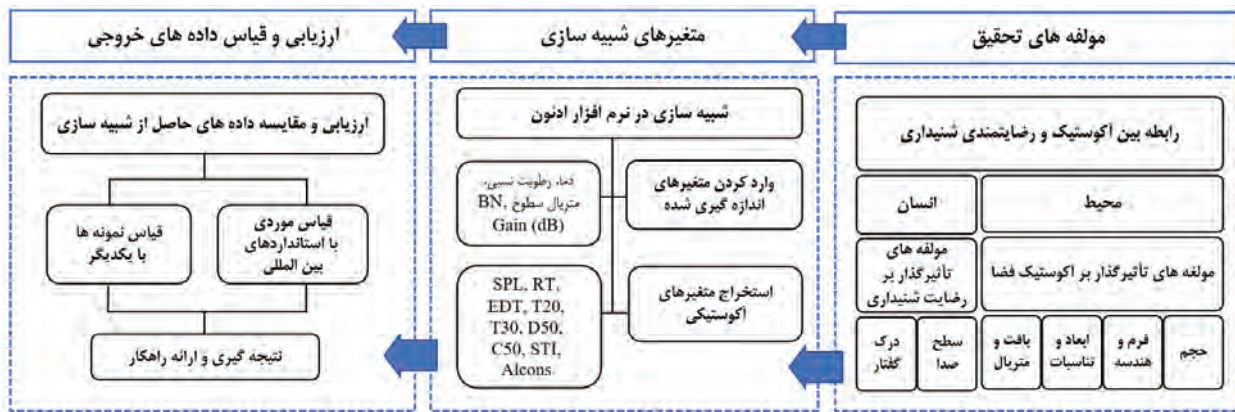 مولفه های تحقیق
متغیرهای شبیه سازی
ارزیابی و قیاس داده های خروجی
رابطه بین آکوستیک و رضایتمندی شنیداری
محیط
انسان
مولفه های تأثیرگذار بر آکوستیک فضا
مولفه های
تأثیرگذار بر
رضایت شنیداری
حجم
فرم و
هندسه
ابعاد و
تناسبات
بافت و
متریال
سطح
صدا
درک
گفتار
شبیه سازی در نرم افزار ادئون
وارد کردن متغیرهای
اندازه گیری شده
دما، رطوبت نسبی،
متریال سطوح، BN
Gain (dB)
استخراج متغیرهای
آکوستیکی
SPL, RT,
EDT, T20,
T30, D50,
C50, STI,
Alcons
ارزیابی و مقایسه داده های حاصل از شبیه سازی
قیاس موردی
با استانداردهای
بین المللی
قیاس نمونه ها
با یکدیگر
نتیجه گیری و ارائه راهکار